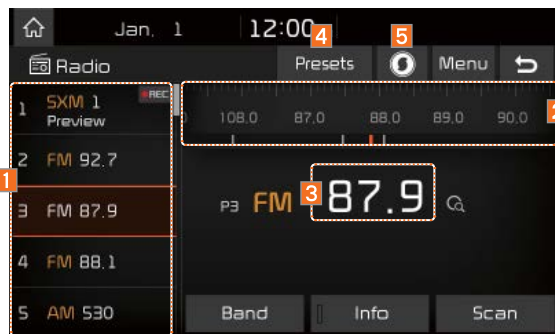 Jan. 1 12:00
4 5
Radio Presets Menu
1 SXM 1 REC
Preview
108.0 87.0 88.0 89.0 90.0 2
2 FM 92.7
1
3 FM 87.9
P3 FM 3 87.9
4 FM 88.1
5 AM 530
Band Info Scan